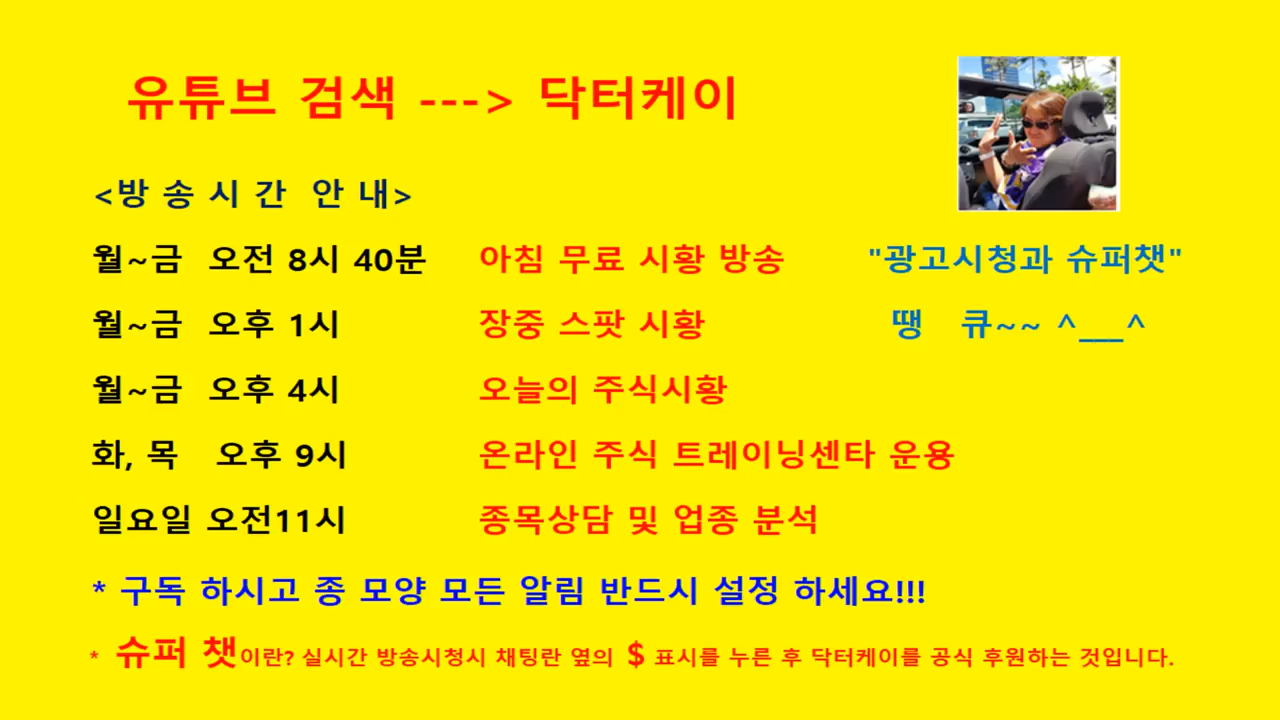 유튜브 검색 ---> 닥터케이
<방 송 시 간 안 내>
월~금 오전 8시 40분 아침 무료 시황 방송 "광고시청과 슈퍼챗"
월~금 오후 1시 장중 스팟 시황 땡 큐~~ ^___^
월~금 오후 4시 오늘의 주식시황
화, 목 오후 9시 온라인 주식 트레이닝센타 운용
일요일 오전11시 종목상담 및 업종 분석
* 구독 하시고 종 모양 모든 알림 반드시 설정 하세요!!!
* 슈퍼 챗이란? 실시간 방송시청시 채팅란 옆의 $ 표시를 누른 후 닥터케이를 공식 후원하는 것입니다.